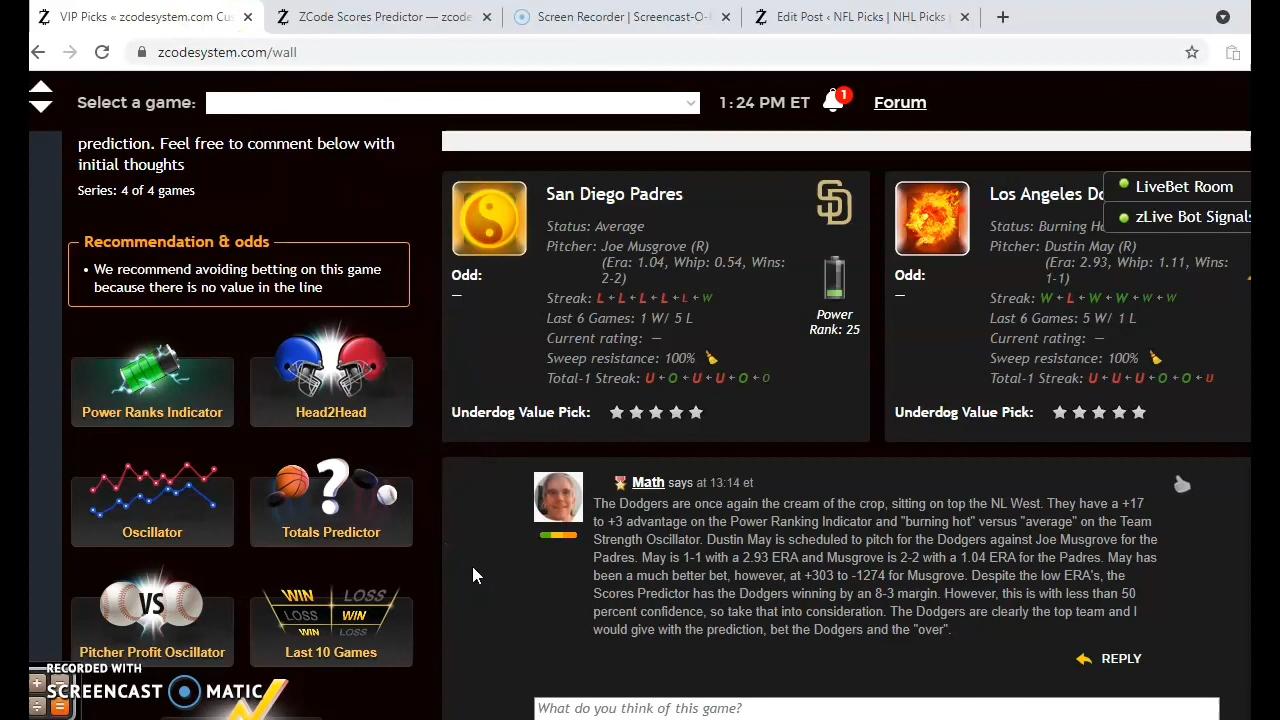 VIP Picks « zcodesystem.com Cus
ZCode Scores Predictor — zcode
Screen Recorder | Screencast-O-
Edit Post ‹ NFL Picks | NHL Picks
zcodesystem.com/wall
Select a game:
1:24 PM ET
1
Forum
prediction. Feel free to comment below with
initial thoughts
Series: 4 of 4 games
Recommendation & odds
• We recommend avoiding betting on this game
because there is no value in the line
Power Ranks Indicator
Head2Head
Oscillator
Totals Predictor
VS
Pitcher Profit Oscillator
WIN LOSS
LOSS WIN
WIN LOSS
Last 10 Games
San Diego Padres
SD
Status: Average
Pitcher: Joe Musgrove (R)
(Era: 1.04, Whip: 0.54, Wins:
2-2)
Odd:
—
Streak: L + L + L + L + L + W
Last 6 Games: 1 W/ 5 L
Current rating: —
Sweep resistance: 100%
Total-1 Streak: U + O + U + U + O + O
Power
Rank: 25
Underdog Value Pick:
Los Angeles Do
LiveBet Room
zLive Bot Signals
Status: Burning H
Pitcher: Dustin May (R)
(Era: 2.93, Whip: 1.11, Wins:
1-1)
Odd:
—
Streak: W + L + W + W + W + W
Last 6 Games: 5 W/ 1 L
Current rating: —
Sweep resistance: 100%
Total-1 Streak: U + U + U + O + O + U
Underdog Value Pick:
Math says at 13:14 et
The Dodgers are once again the cream of the crop, sitting on top the NL West. They have a +17
to +3 advantage on the Power Ranking Indicator and "burning hot" versus "average" on the Team
Strength Oscillator. Dustin May is scheduled to pitch for the Dodgers against Joe Musgrove for the
Padres. May is 1-1 with a 2.93 ERA and Musgrove is 2-2 with a 1.04 ERA for the Padres. May has
been a much better bet, however, at +303 to -1274 for Musgrove. Despite the low ERA's, the
Scores Predictor has the Dodgers winning by an 8-3 margin. However, this is with less than 50
percent confidence, so take that into consideration. The Dodgers are clearly the top team and I
would give with the prediction, bet the Dodgers and the "over".
REPLY
What do you think of this game?
RECORDED WITH
SCREENCAST MATIC